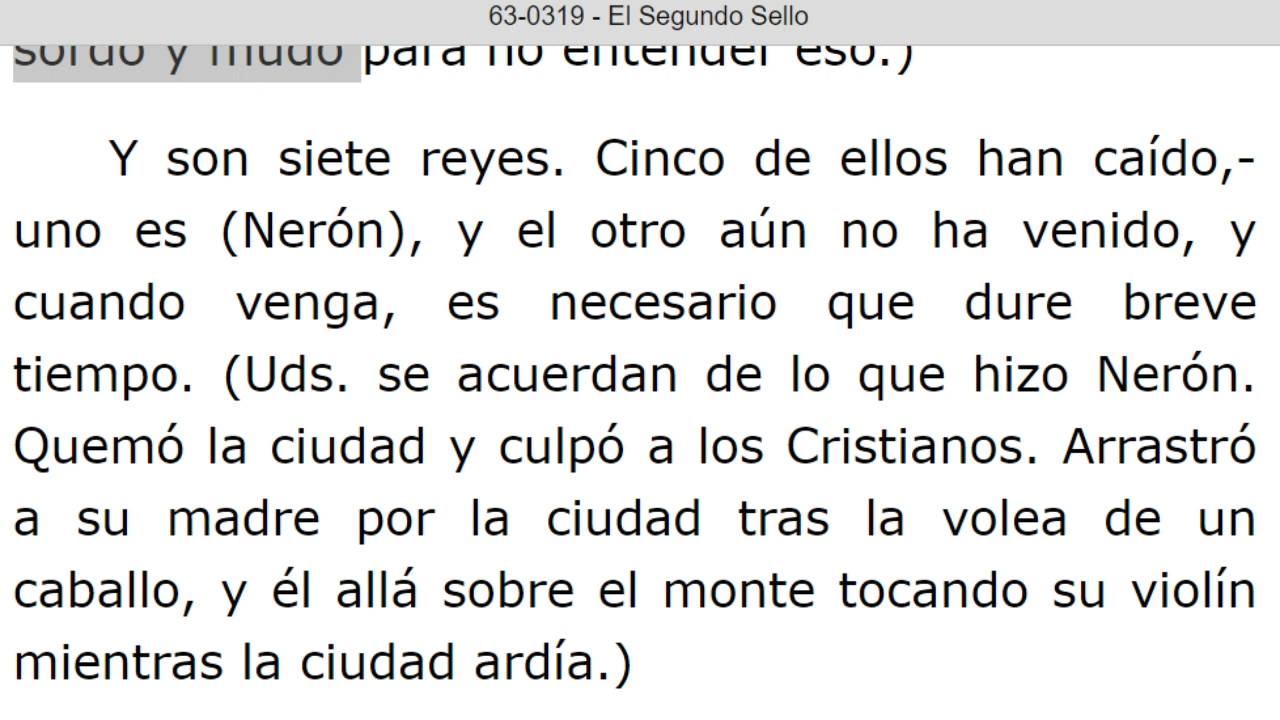 63-0319 - El Segundo Sello
sordo y mudo para no entender eso.)
Y son siete reyes. Cinco de ellos han caído,-
uno es (Nerón), y el otro aún no ha venido, y
cuando venga, es necesario que dure breve
tiempo. (Uds. se acuerdan de lo que hizo Nerón.
Quemó la ciudad y culpó a los Cristianos. Arrastró
a su madre por la ciudad tras la volea de un
caballo, y él allá sobre el monte tocando su violín
mientras la ciudad ardía.)